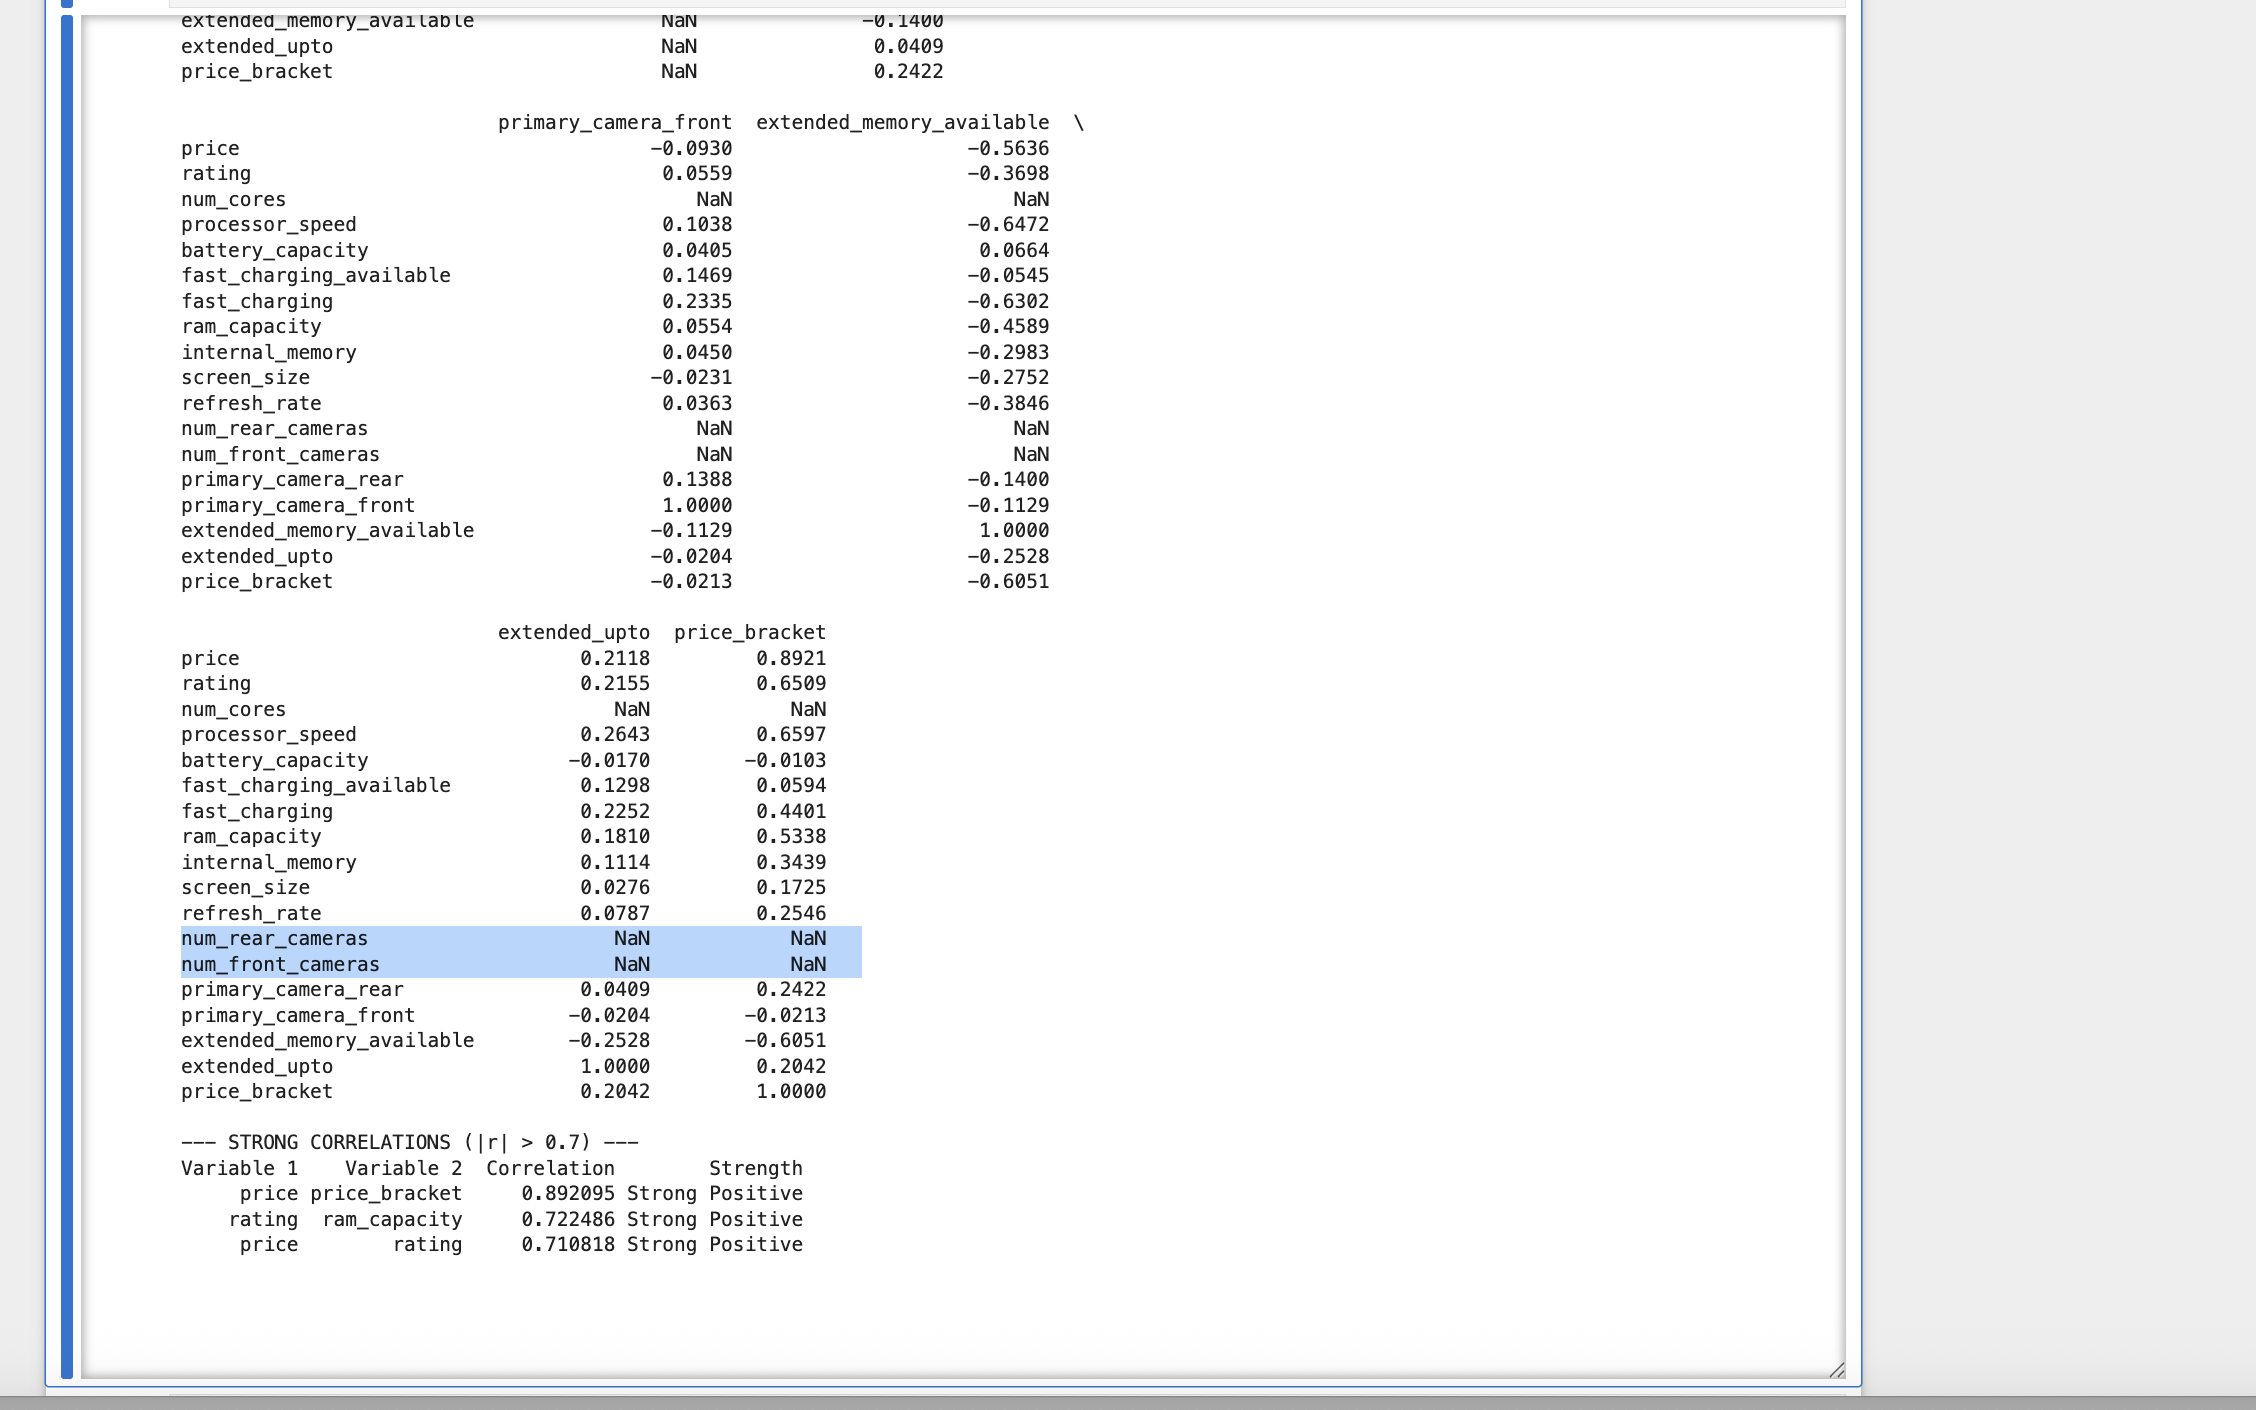 extended_memory_available NaN -0.1400
extended_upto NaN 0.0409
price_bracket NaN 0.2422
primary_camera_front extended_memory_available \
price -0.0930 -0.5636
rating 0.0559 -0.3698
num_cores NaN NaN
processor_speed 0.1038 -0.6472
battery_capacity 0.0405 0.0664
fast_charging_available 0.1469 -0.0545
fast_charging 0.2335 -0.6302
ram_capacity 0.0554 -0.4589
internal_memory 0.0450 -0.2983
screen_size -0.0231 -0.2752
refresh_rate 0.0363 -0.3846
num_rear_cameras NaN NaN
num_front_cameras NaN NaN
primary_camera_rear 0.1388 -0.1400
primary_camera_front 1.0000 -0.1129
extended_memory_available -0.1129 1.0000
extended_upto -0.0204 -0.2528
price_bracket -0.0213 -0.6051
extended_upto price_bracket
price 0.2118 0.8921
rating 0.2155 0.6509
num_cores NaN NaN
processor_speed 0.2643 0.6597
battery_capacity -0.0170 -0.0103
fast_charging_available 0.1298 0.0594
fast_charging 0.2252 0.4401
ram_capacity 0.1810 0.5338
internal_memory 0.1114 0.3439
screen_size 0.0276 0.1725
refresh_rate 0.0787 0.2546
num_rear_cameras NaN NaN
num_front_cameras NaN NaN
primary_camera_rear 0.0409 0.2422
primary_camera_front -0.0204 -0.0213
extended_memory_available -0.2528 -0.6051
extended_upto 1.0000 0.2042
price_bracket 0.2042 1.0000
--- STRONG CORRELATIONS (|r| > 0.7) ---
Variable 1 Variable 2 Correlation Strength
price price_bracket 0.892095 Strong Positive
rating ram_capacity 0.722486 Strong Positive
price rating 0.710818 Strong Positive